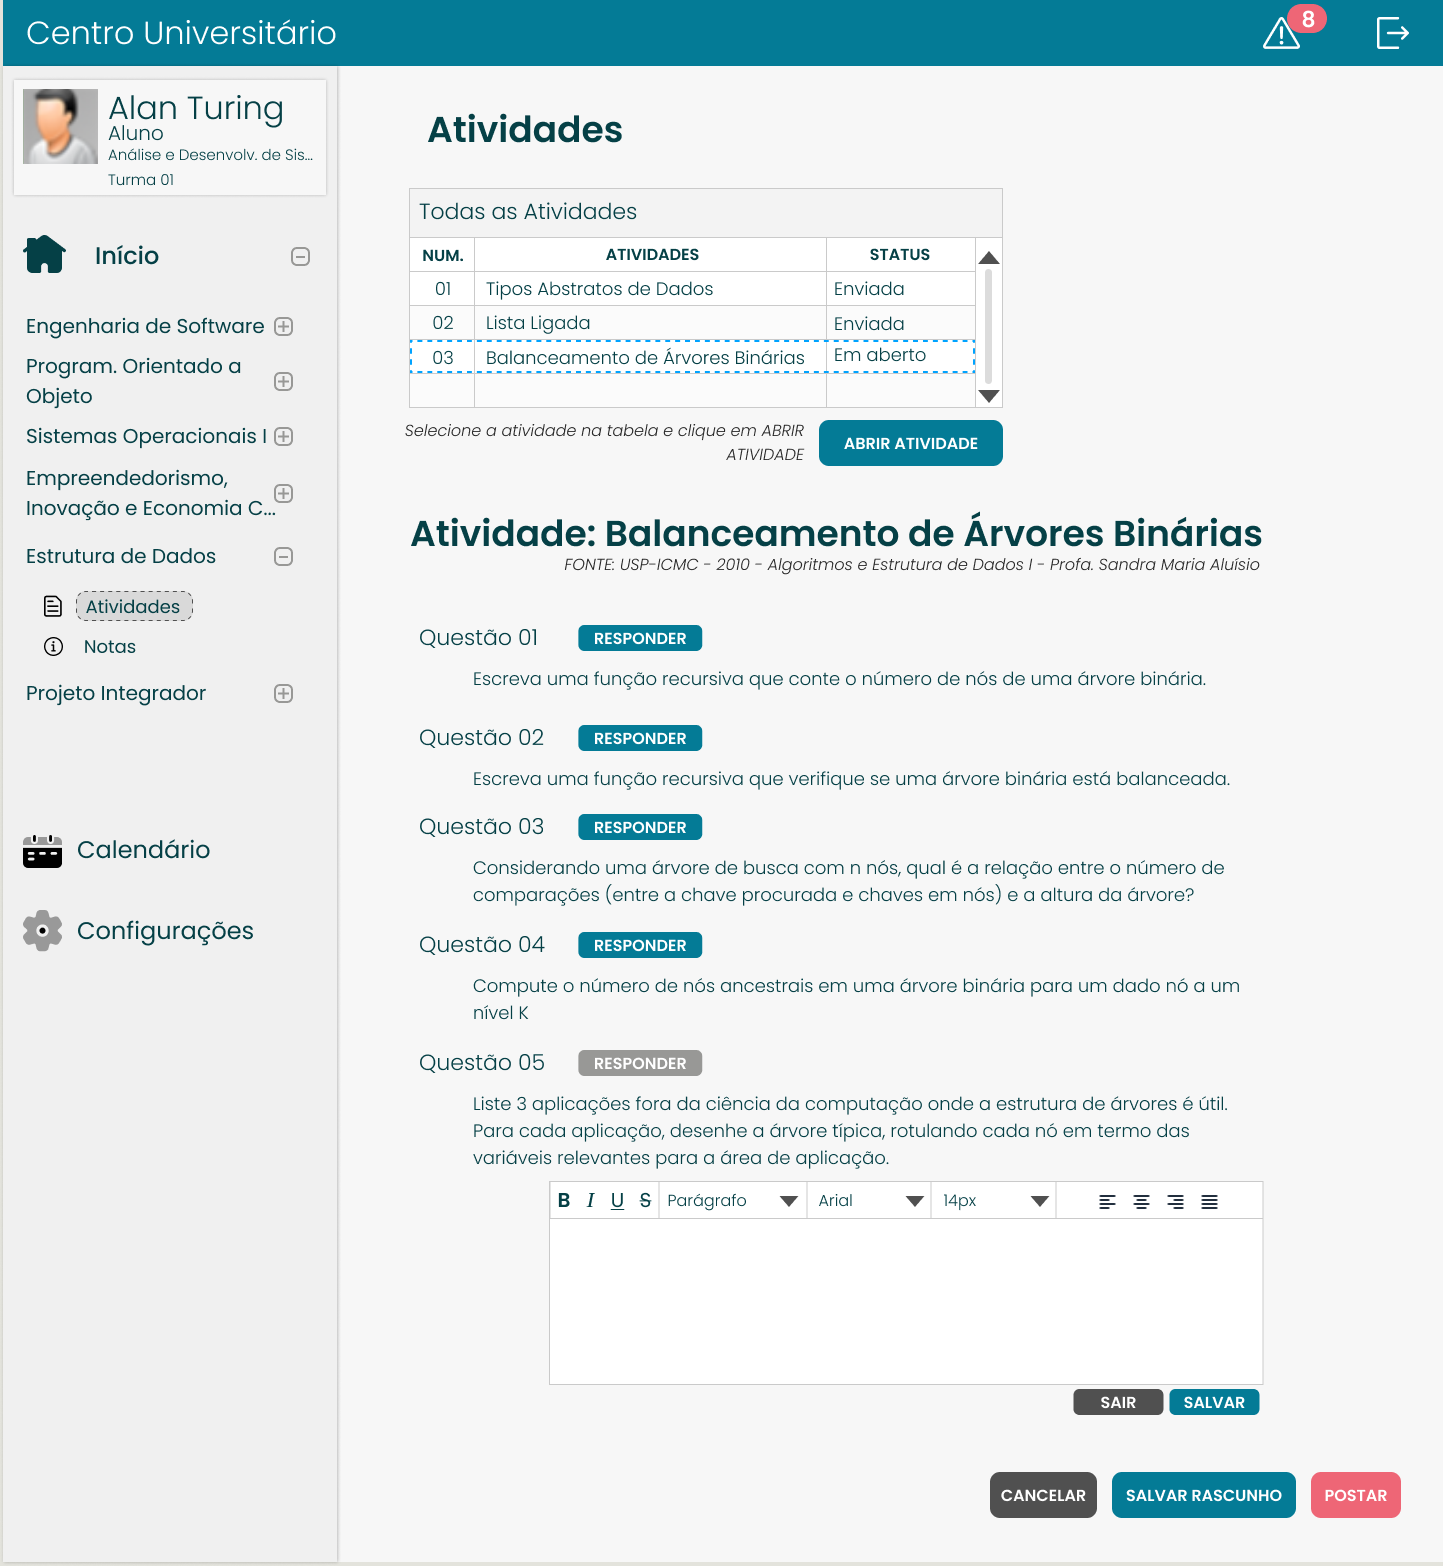 Centro Universitário
8
Alan Turing
Aluno
Análise e Desenvolv. de Sis...
Turma 01
Início
Engenharia de Software
Program. Orientado a
Objeto
Sistemas Operacionais I
Empreendedorismo,
Inovação e Economia C...
Estrutura de Dados
Atividades
Notas
Projeto Integrador
Calendário
Configurações
Atividades
Todas as Atividades
NUM. ATIVIDADES STATUS
01 Tipos Abstratos de Dados Enviada
02 Lista Ligada Enviada
03 Balanceamento de Árvores Binárias Em aberto
Selecione a atividade na tabela e clique em ABRIR
ATIVIDADE
ABRIR ATIVIDADE
Atividade: Balanceamento de Árvores Binárias
FONTE: USP-ICMC - 2010 - Algoritmos e Estrutura de Dados I - Profa. Sandra Maria Aluísio
Questão 01 RESPONDER
Escreva uma função recursiva que conte o número de nós de uma árvore binária.
Questão 02 RESPONDER
Escreva uma função recursiva que verifique se uma árvore binária está balanceada.
Questão 03 RESPONDER
Considerando uma árvore de busca com n nós, qual é a relação entre o número de
comparações (entre a chave procurada e chaves em nós) e a altura da árvore?
Questão 04 RESPONDER
Compute o número de nós ancestrais em uma árvore binária para um dado nó a um
nível K
Questão 05 RESPONDER
Liste 3 aplicações fora da ciência da computação onde a estrutura de árvores é útil.
Para cada aplicação, desenhe a árvore típica, rotulando cada nó em termo das
variáveis relevantes para a área de aplicação.
B I U S Parágrafo Arial 14px
SAIR SALVAR
CANCELAR SALVAR RASCUNHO POSTAR